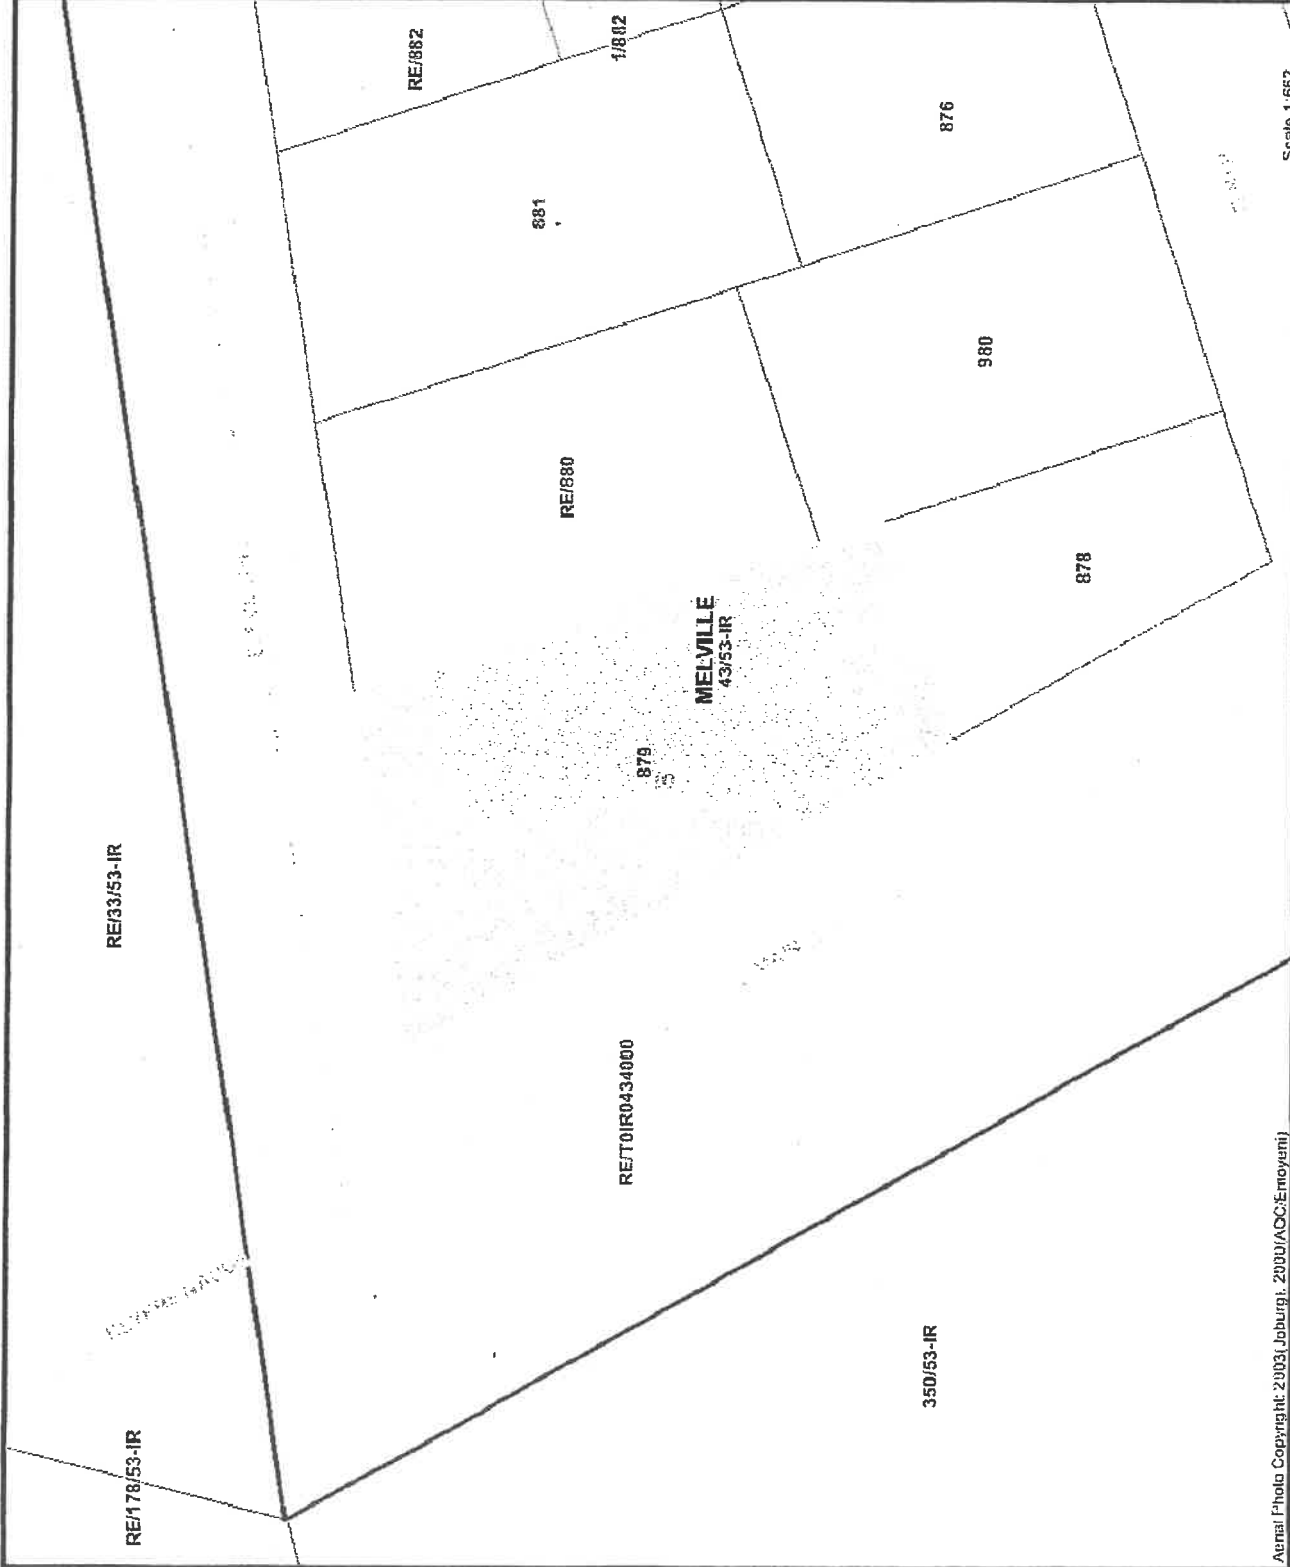 RE/178/53-IR
RE/33/53-IR
RE/882
1/882
881
876
RE/880
980
MELVILLE
43/53-IR
879
878
RE/T0IR0434000
350/53-IR
Aerial Photo Copyright: 2003(Joburg), 2000(AOC/Emoyeni)